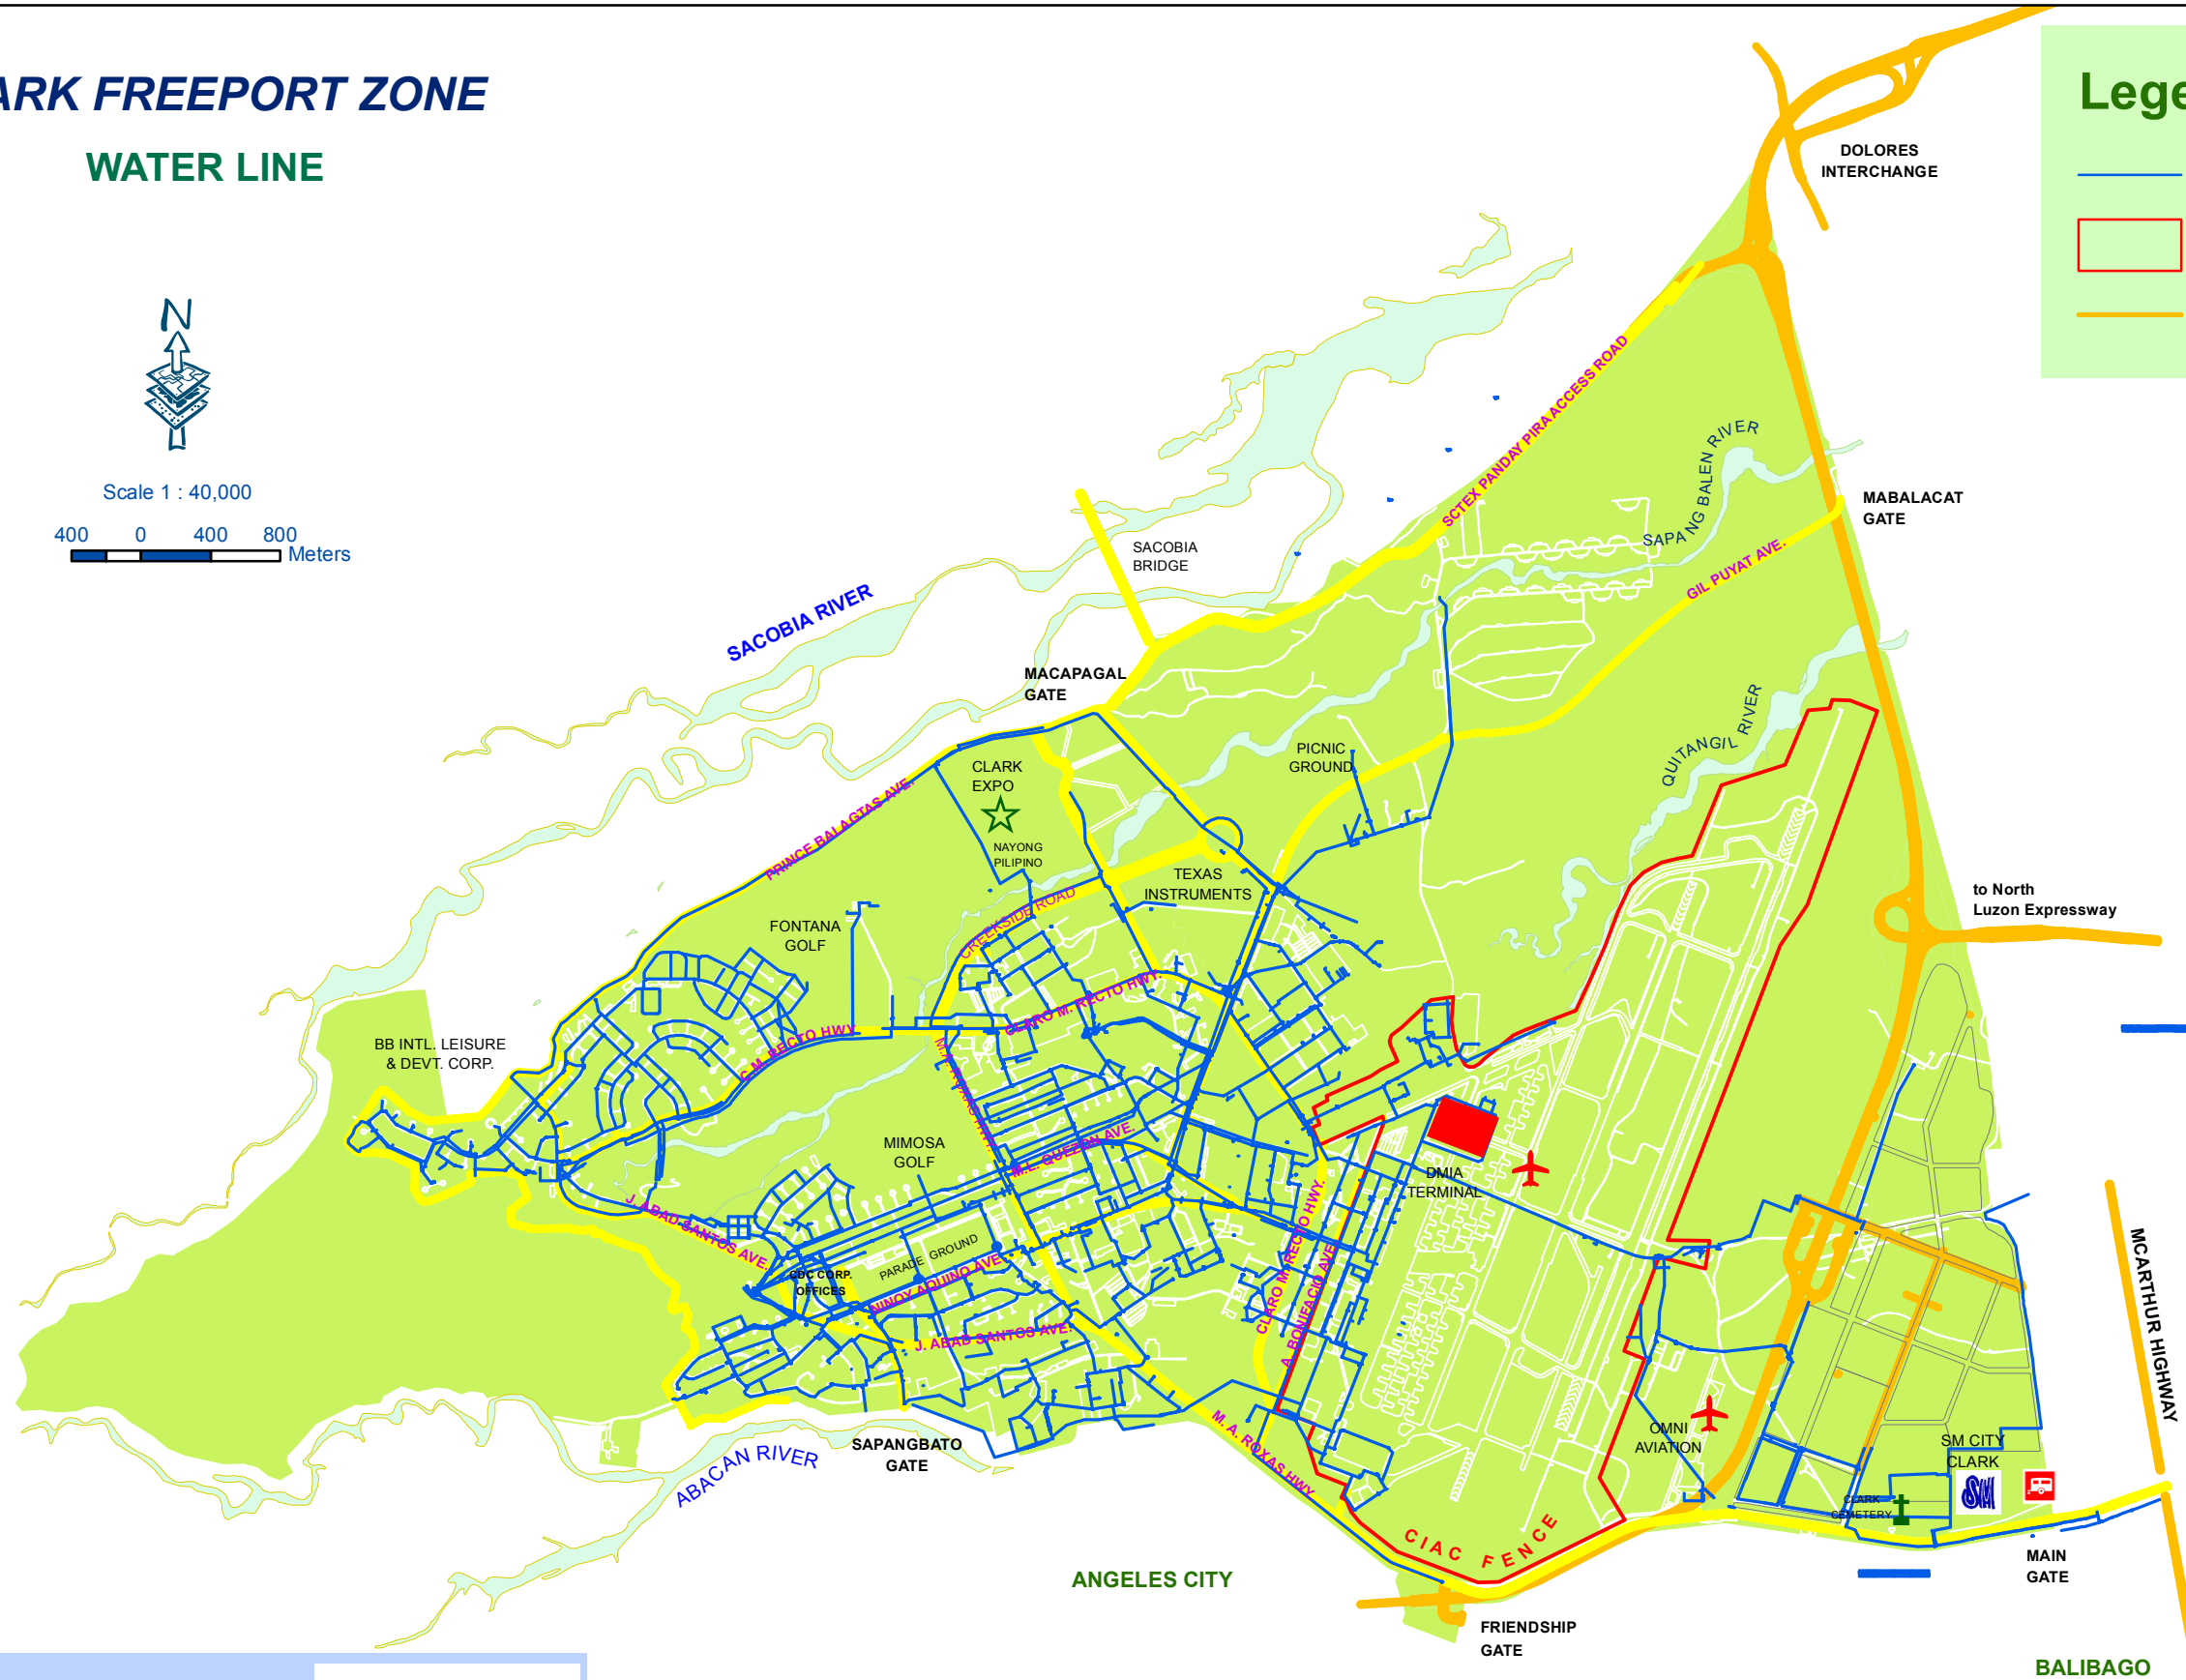 ARK FREEPORT ZONE
WATER LINE
Lege
N
Scale 1 : 40,000
400 0 400 800
Meters
DOLORES
INTERCHANGE
SCTEX PANDAY PIRA ACCESS ROAD
SAPANG BALEN RIVER
MABALACAT
GATE
GIL PUYAT AVE.
SACOBIA
BRIDGE
SACOBIA RIVER
MACAPAGAL
GATE
QUITANGIL RIVER
PICNIC
GROUND
CLARK
EXPO
NAYONG
PILIPINO
PRINCE BALAGTAS AVE.
TEXAS
INSTRUMENTS
CREEKSIDE ROAD
to North
Luzon Expressway
FONTANA
GOLF
CLARO M. RECTO HWY.
C.M. RECTO HWY
M.A. ROXAS HWY.
BB INTL. LEISURE
& DEVT. CORP.
MIMOSA
GOLF
M.L. QUEZON AVE.
DMIA
TERMINAL
J. ABAD SANTOS AVE.
PARADE GROUND
CDC CORP.
OFFICES
NINOY AQUINO AVE.
J. ABAD SANTOS AVE.
CLARO M. RECTO HWY.
A. BONIFACIO AVE.
MCARTHUR HIGHWAY
M. A. ROXAS HWY
OMNI
AVIATION
SM CITY
CLARK
SM
CLARK
CEMETERY
SAPANGBATO
GATE
ABACAN RIVER
CIAC FENCE
MAIN
GATE
ANGELES CITY
FRIENDSHIP
GATE
BALIBAGO